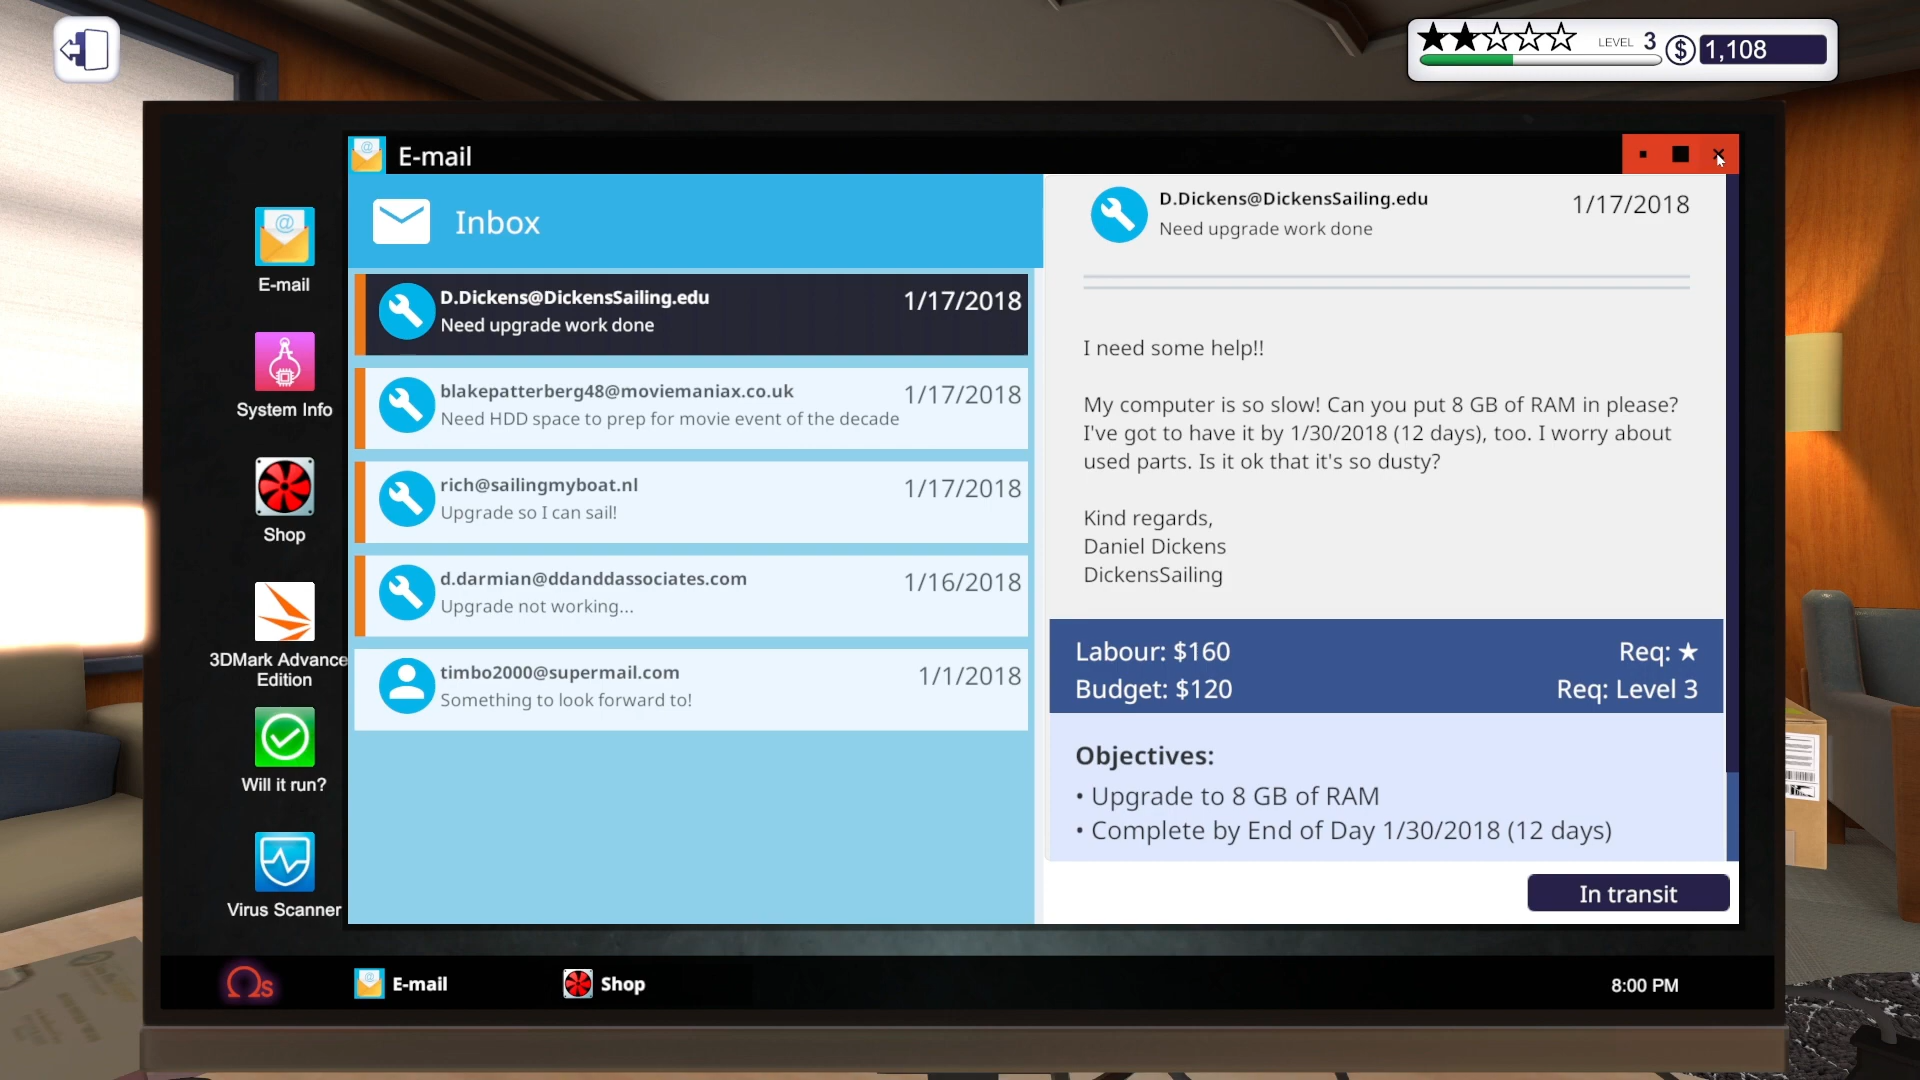 LEVEL 3
$ 1,108
E-mail
Inbox
D.Dickens@DickensSailing.edu
1/17/2018
Need upgrade work done
blakepatterberg48@moviemaniax.co.uk
1/17/2018
Need HDD space to prep for movie event of the decade
rich@sailingmyboat.nl
1/17/2018
Upgrade so I can sail!
d.darmian@ddanddassociates.com
1/16/2018
Upgrade not working...
timbo2000@supermail.com
1/1/2018
Something to look forward to!
D.Dickens@DickensSailing.edu
1/17/2018
Need upgrade work done
I need some help!!
My computer is so slow! Can you put 8 GB of RAM in please?
I've got to have it by 1/30/2018 (12 days), too. I worry about
used parts. Is it ok that it's so dusty?
Kind regards,
Daniel Dickens
DickensSailing
Labour: $160
Req: ★
Budget: $120
Req: Level 3
Objectives:
• Upgrade to 8 GB of RAM
• Complete by End of Day 1/30/2018 (12 days)
In transit
E-mail
System Info
Shop
3DMark Advance
Edition
Will it run?
Virus Scanner
Ωs
E-mail
Shop
8:00 PM